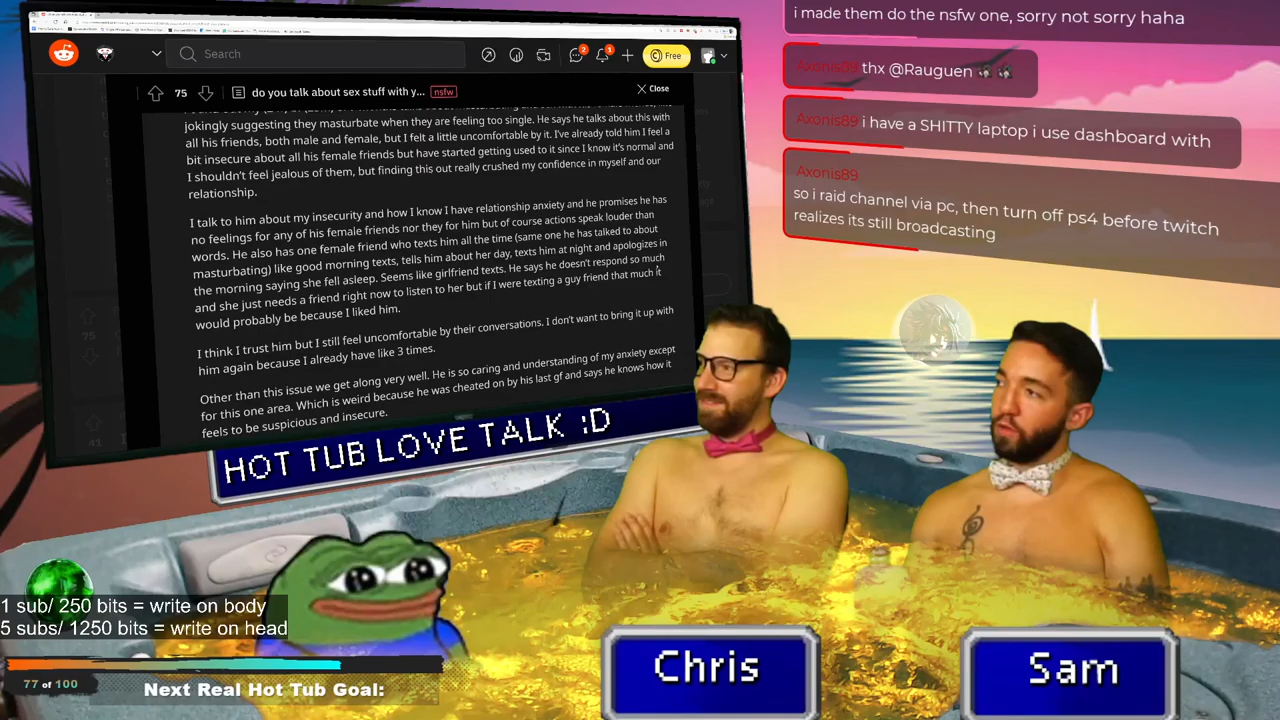 Search
2
1
Free
75
do you talk about sex stuff with y...
nsfw
Close
jokingly suggesting they masturbate when they are feeling too single. He says he talks about this with
all his friends, both male and female, but I felt a little uncomfortable by it. I've already told him I feel a
bit insecure about all his female friends but have started getting used to it since I know it's normal and
I shouldn't feel jealous of them, but finding this out really crushed my confidence in myself and our
relationship.
I talk to him about my insecurity and how I know I have relationship anxiety and he promises he has
no feelings for any of his female friends nor they for him but of course actions speak louder than
words. He also has one female friend who texts him all the time (same one he has talked to about
masturbating) like good morning texts, tells him about her day, texts him at night and apologizes in
the morning saying she fell asleep. Seems like girlfriend texts. He says he doesn't respond so much
and she just needs a friend right now to listen to her but if I were texting a guy friend that much it
would probably be because I liked him.
I think I trust him but I still feel uncomfortable by their conversations. I don't want to bring it up with
him again because I already have like 3 times.
Other than this issue we get along very well. He is so caring and understanding of my anxiety except
for this one area. Which is weird because he was cheated on by his last gf and says he knows how it
feels to be suspicious and insecure.
75
41
HOT TUB LOVE TALK :D
i made them do the nsfw one, sorry not sorry haha
Axonis89 thx @Rauguen
Axonis89 i have a SHITTY laptop i use dashboard with
Axonis89
so i raid channel via pc, then turn off ps4 before twitch
realizes its still broadcasting
1 sub/ 250 bits = write on body
5 subs/ 1250 bits = write on head
77 of 100
Next Real Hot Tub Goal:
Chris
Sam